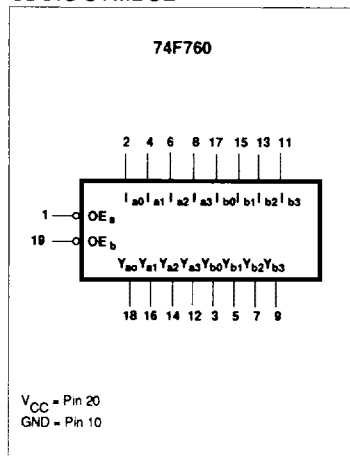 74F760
2 4 6 8 17 15 13 11
Ia0 Ia1 Ia2 Ia3 Ib0 Ib1 Ib2 Ib3
1 OEa
19 OEb
Ya0 Ya1 Ya2 Ya3 Yb0 Yb1 Yb2 Yb3
18 16 14 12 3 5 7 9
VCC = Pin 20
GND = Pin 10